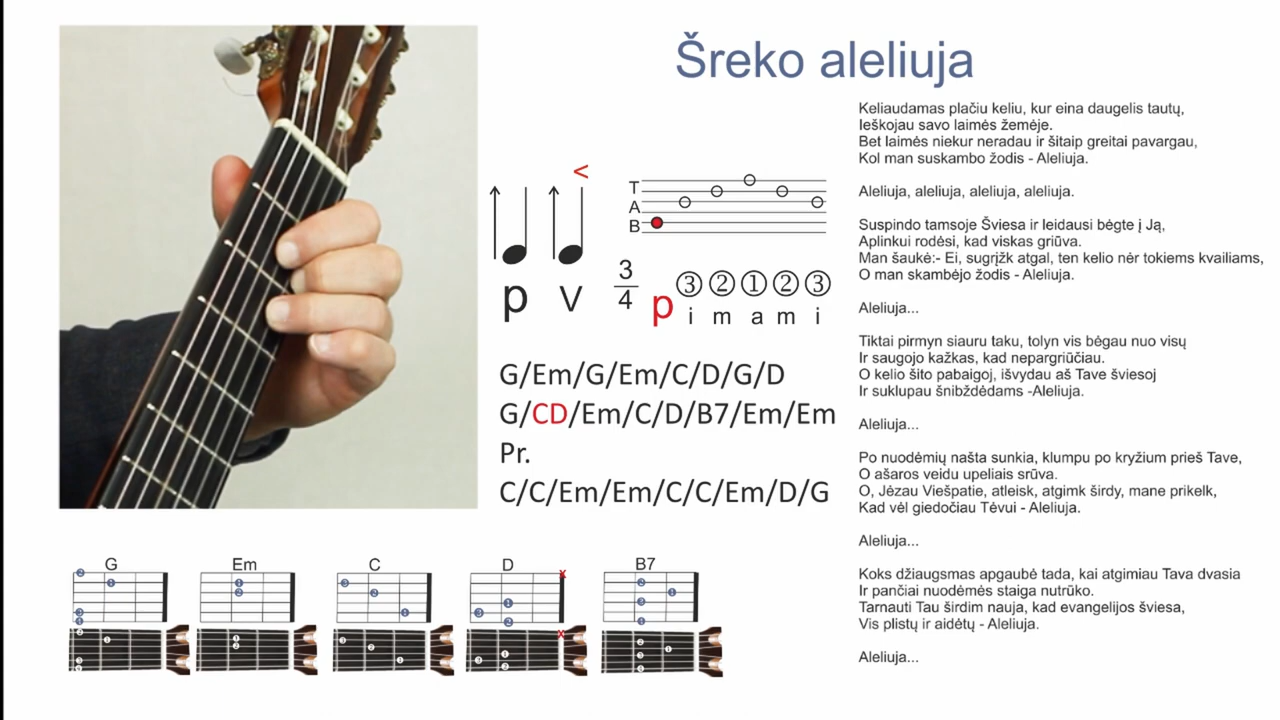 Šreko aleliuja
<
p V
T
A
B
3
4
p ③ ② ① ② ③
i m a m i
G/Em/G/Em/C/D/G/D
G/CD/Em/C/D/B7/Em/Em
Pr.
C/C/Em/Em/C/C/Em/D/G
G Em C D B7
x
x
Keliaudamas plačiu keliu, kur eina daugelis tautų,
Ieškojau savo laimės žemėje.
Bet laimės niekur neradau ir šitaip greitai pavargau,
Kol man suskambo žodis - Aleliuja.
Aleliuja, aleliuja, aleliuja, aleliuja.
Suspindo tamsoje Šviesa ir leidausi bėgte į Ją,
Aplinkui rodėsi, kad viskas griūva.
Man šaukė:- Ei, sugrįžk atgal, ten kelio nėr tokiems kvailiams,
O man skambėjo žodis - Aleliuja.
Aleliuja...
Tiktai pirmyn siauru taku, tolyn vis bėgau nuo visų
Ir saugojo kažkas, kad nepargriūčiau.
O kelio šito pabaigoj, išvydau aš Tave šviesoj
Ir suklupau šnibždėdams -Aleliuja.
Aleliuja...
Po nuodėmių našta sunkia, klumpu po kryžium prieš Tave,
O ašaros veidu upeliais srūva.
O, Jėzau Viešpatie, atleisk, atgimk širdy, mane prikelk,
Kad vėl giedočiau Tėvui - Aleliuja.
Aleliuja...
Koks džiaugsmas apgaubė tada, kai atgimiau Tava dvasia
Ir pančiai nuodėmės staiga nutrūko.
Tarnauti Tau širdim nauja, kad evangelijos šviesa,
Vis plistų ir aidėtų - Aleliuja.
Aleliuja...